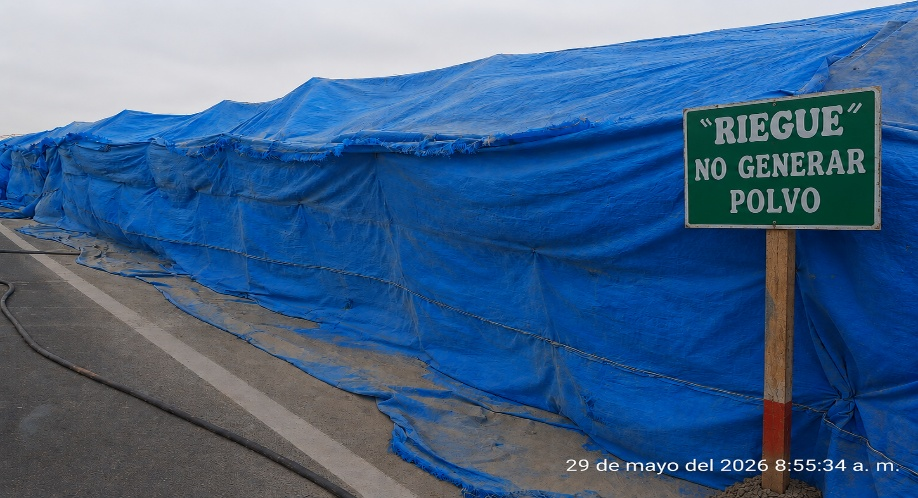 “RIEGUE”
NO GENERAR
POLVO
29 de mayo del 2026 8:55:34 a. m.